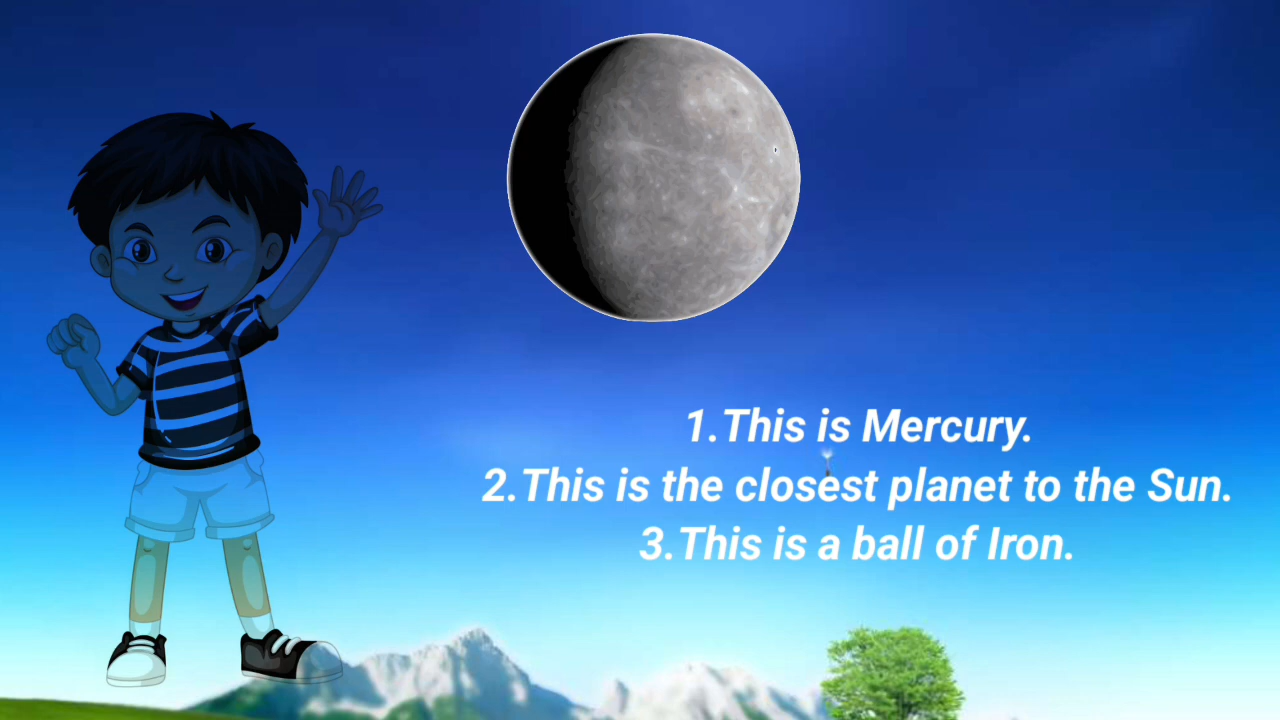 1.This is Mercury.
2.This is the closest planet to the Sun.
3.This is a ball of Iron.